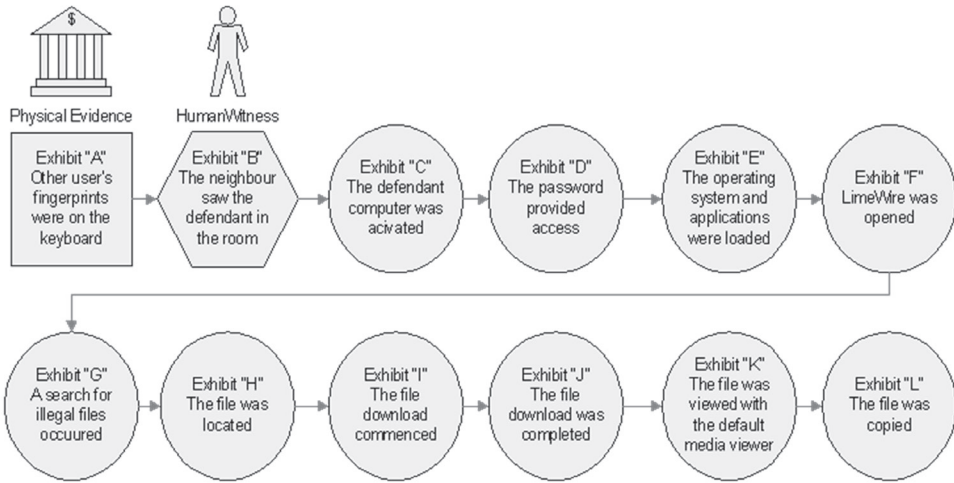 $
Physical Evidence
HumanWitness
Exhibit "A"
Other user's
fingerprints
were on the
keyboard
Exhibit "B"
The neighbour
saw the
defendant in
the room
Exhibit "C"
The defendant
computer was
acivated
Exhibit "D"
The password
provided
access
Exhibit "E"
The operating
system and
applications
were loaded
Exhibit "F"
LimeWire was
opened
Exhibit "G"
A search for
illegal files
occuured
Exhibit "H"
The file was
located
Exhibit "I"
The file
download
commenced
Exhibit "J"
The file
download was
completed
Exhibit "K"
The file was
viewed with
the default
media viewer
Exhibit "L"
The file was
copied